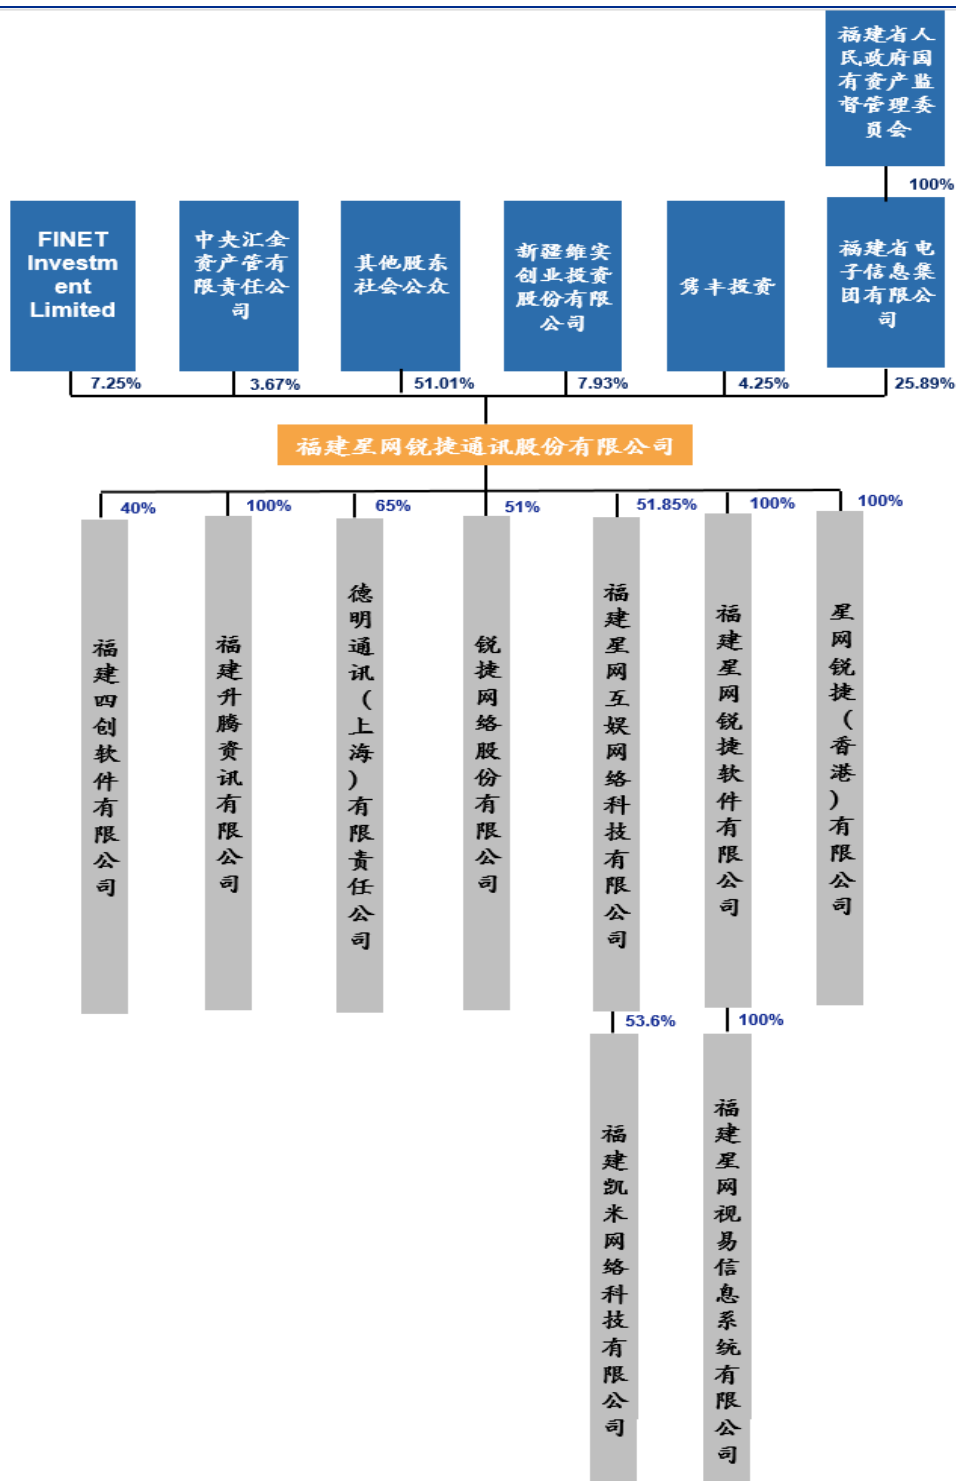 福建省人
民政府国
有资产监
督管理委
员会
100%
FINET
Investm
ent
Limited
中央汇金
资产管有
限责任公
司
其他股东
社会公众
新疆维实
创业投资
股份有限
公司
隽丰投资
福建省电
子信息集
团有限公
司
7.25%
3.67%
51.01%
7.93%
4.25%
25.89%
福建星网锐捷通讯股份有限公司
40%
100%
65%
51%
51.85%
100%
100%
福建四创软件有限公司
福建升腾资讯有限公司
德明通讯（上海）有限责任公司
锐捷网络股份有限公司
福建星网互娱网络科技有限公司
福建星网锐捷软件有限公司
星网锐捷（香港）有限公司
53.6%
100%
福建凯米网络科技有限公司
福建星网视易信息系统有限公司